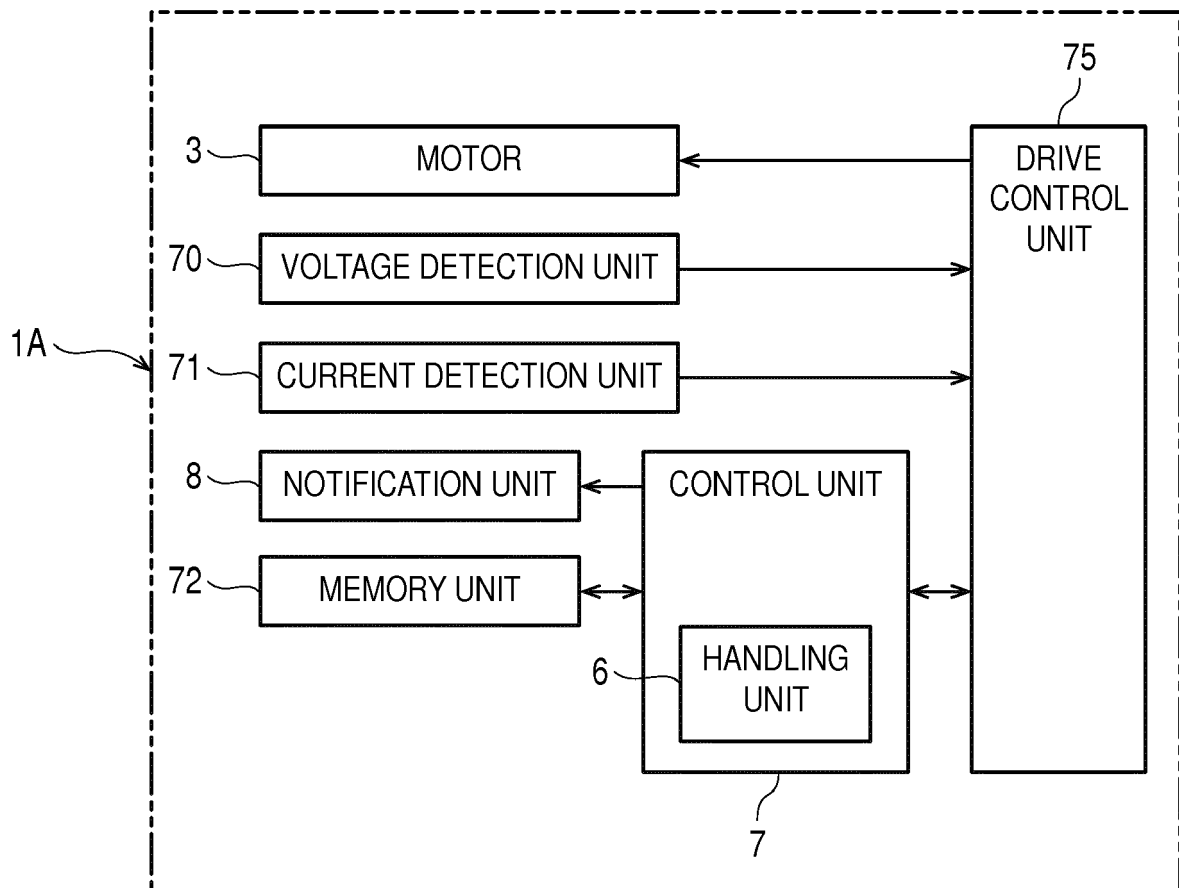 75
3
MOTOR
DRIVE
CONTROL
UNIT
70
VOLTAGE DETECTION UNIT
1A
71
CURRENT DETECTION UNIT
8
NOTIFICATION UNIT
CONTROL UNIT
72
MEMORY UNIT
6
HANDLING
UNIT
7